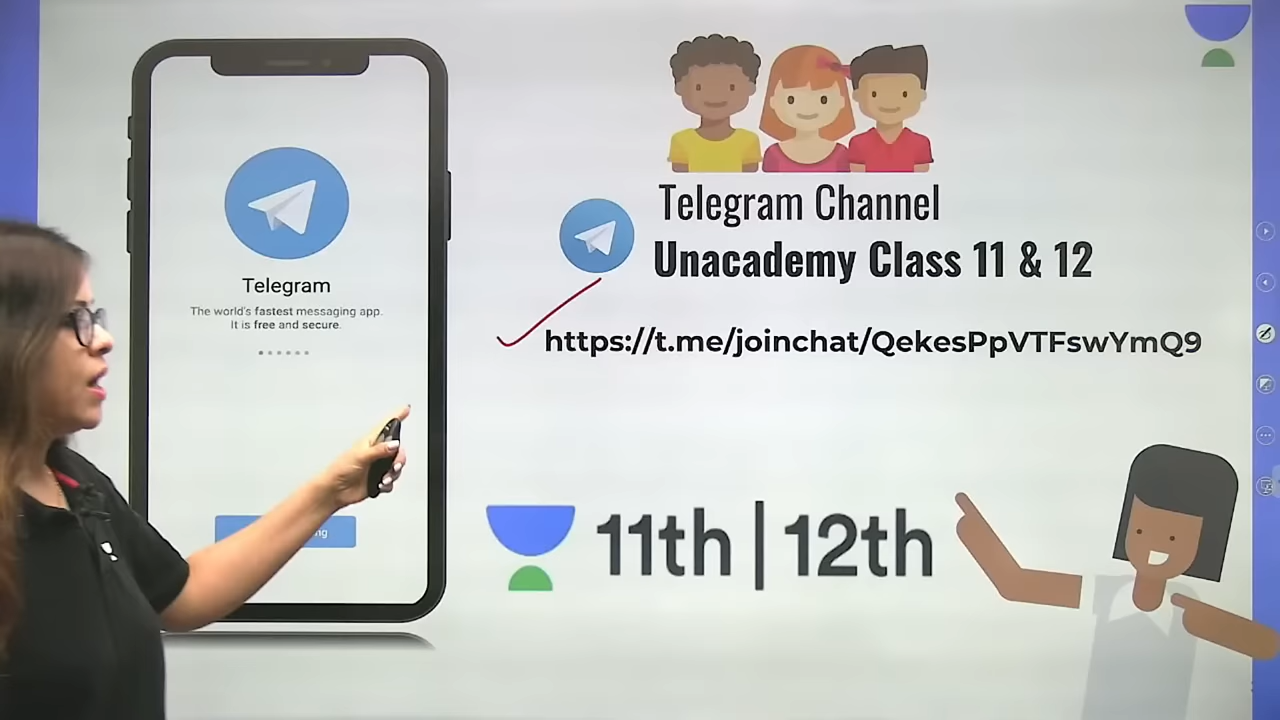 Telegram
The world's fastest messaging app.
It is free and secure.
Telegram Channel
Unacademy Class 11 & 12
https://t.me/joinchat/QekesPpVTFswYmQ9
11th | 12th